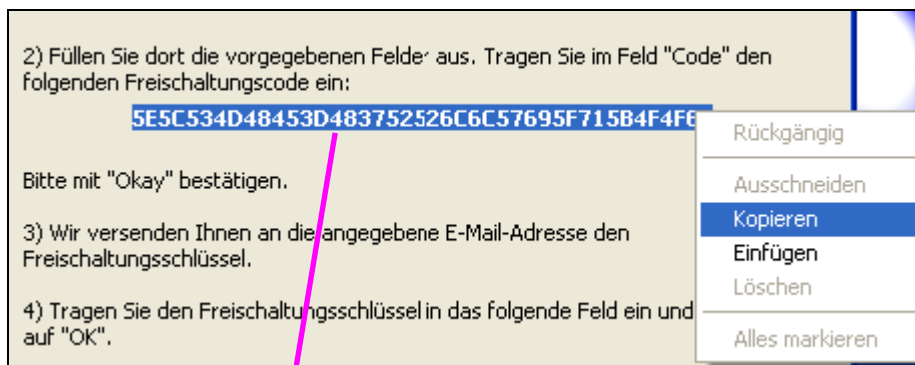 2) Füllen Sie dort die vorgegebenen Felder aus. Tragen Sie im Feld "Code" den
folgenden Freischaltungscode ein:
5E5C534D48453D483752526C6C57695F715B4F4F6
Bitte mit "Okay" bestätigen.
3) Wir versenden Ihnen an die angegebene E-Mail-Adresse den
Freischaltungsschlüssel.
4) Tragen Sie den Freischaltungsschlüssel in das folgende Feld ein und
auf "OK".
Rückgängig
Ausschneiden
Kopieren
Einfügen
Löschen
Alles markieren